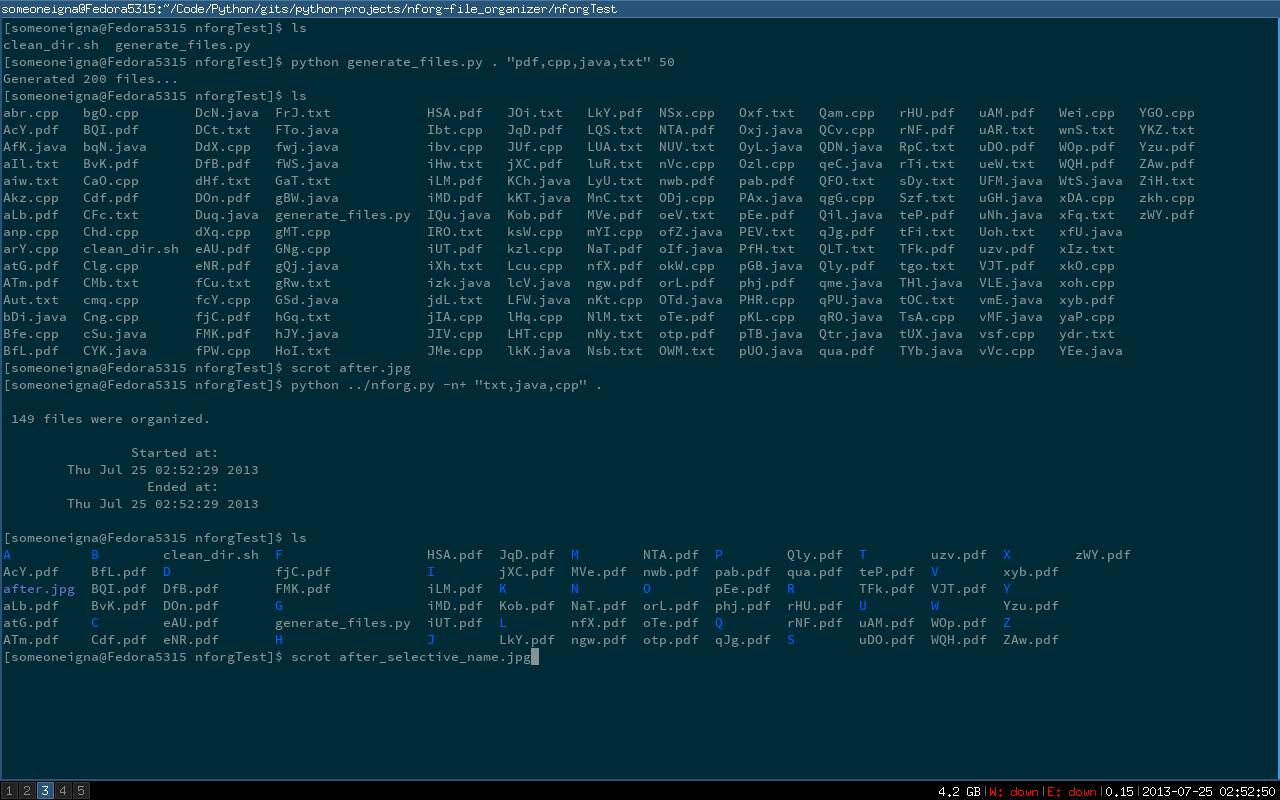 someoneigna@Fedora5315:~/Code/Python/gits/python-projects/nforg-file_organizer/nforgTest
[someoneigna@Fedora5315 nforgTest]$ ls
clean_dir.sh  generate_files.py
[someoneigna@Fedora5315 nforgTest]$ python generate_files.py . "pdf,cpp,java,txt" 50
Generated 200 files...
[someoneigna@Fedora5315 nforgTest]$ ls
abr.cpp bgO.cpp DcN.java FrJ.txt HSA.pdf JOi.txt LkY.pdf NSx.cpp Oxf.txt Qam.cpp rHU.pdf uAM.pdf Wei.cpp YGO.cpp
AcY.pdf BQI.pdf DCt.txt FTo.java Ibt.cpp JqD.pdf LQS.txt NTA.pdf Oxj.java QCv.cpp rNF.pdf uAR.txt wnS.txt YKZ.txt
AfK.java bqN.java DdX.cpp fwj.java ibv.cpp JUf.cpp LUA.txt NUV.txt OyL.java QDN.java RpC.txt uDO.pdf WOp.pdf Yzu.pdf
aIl.txt BvK.pdf DfB.pdf fWS.java iHw.txt jXC.pdf luR.txt nVc.cpp Ozl.cpp qeC.java rTi.txt ueW.txt WQH.pdf ZAw.pdf
aiw.txt CaO.cpp dHf.txt GaT.txt iLM.pdf KCh.java LyU.txt nwb.pdf pab.pdf QFO.txt sDy.txt UFM.java WtS.java ZiH.txt
Akz.cpp Cdf.pdf DOn.pdf gBW.java iMD.pdf kKT.java MnC.txt ODj.cpp PAx.java qgG.cpp Szf.txt uGH.java xDA.cpp zkh.cpp
aLb.pdf CFc.txt Duq.java generate_files.py IQu.java Kob.pdf MVe.pdf oeV.txt pEe.pdf Qil.java teP.pdf uNh.java xFq.txt zWY.pdf
anp.cpp Chd.cpp dXq.cpp gMT.cpp IRO.txt ksW.cpp mYI.cpp ofZ.java PEV.txt qJg.pdf tFi.txt Uoh.txt xfU.java
arY.cpp clean_dir.sh eAU.pdf GNg.cpp iUT.pdf kzl.cpp NaT.pdf oIf.java PfH.txt QLT.txt TFk.pdf uzv.pdf xIz.txt
atG.pdf Clg.cpp eNR.pdf gQj.java iXh.txt Lcu.cpp nfX.pdf okW.cpp pGB.java Qly.pdf tgo.txt VJT.pdf xkO.cpp
ATm.pdf CMb.txt fCu.txt gRw.txt izk.java lcV.java ngw.pdf orL.pdf phj.pdf qme.java THl.java VLE.java xoh.cpp
Aut.txt cmq.cpp fcY.cpp GSd.java jdL.txt LFW.java nKt.cpp OTd.java PHR.cpp qPU.java tOC.txt vmE.java xyb.pdf
bDi.java Cng.cpp fjC.pdf hGq.txt jIA.cpp lHq.cpp NlM.txt oTe.pdf pKL.cpp qRO.java TsA.cpp vMF.java yaP.cpp
Bfe.cpp cSu.java FMK.pdf hJY.java JIV.cpp LHT.cpp nNy.txt otp.pdf pTB.java Qtr.java tUX.java vsf.cpp ydr.txt
BfL.pdf CYK.java fPW.cpp HoI.txt JMe.cpp lkK.java Nsb.txt OWM.txt pUO.java qua.pdf TYb.java vVc.cpp YEe.java
[someoneigna@Fedora5315 nforgTest]$ scrot after.jpg
[someoneigna@Fedora5315 nforgTest]$ python ../nforg.py -n+ "txt,java,cpp" .
149 files were organized.
Started at:
Thu Jul 25 02:52:29 2013
Ended at:
Thu Jul 25 02:52:29 2013
[someoneigna@Fedora5315 nforgTest]$ ls
A B clean_dir.sh F HSA.pdf JqD.pdf M NTA.pdf P Qly.pdf T uzv.pdf X zWY.pdf
AcY.pdf BfL.pdf D fjC.pdf I jXC.pdf MVe.pdf nwb.pdf pab.pdf qua.pdf teP.pdf V xyb.pdf
after.jpg BQI.pdf DfB.pdf FMK.pdf iLM.pdf K N O pEe.pdf R TFk.pdf VJT.pdf Y
aLb.pdf BvK.pdf DOn.pdf G iMD.pdf Kob.pdf NaT.pdf orL.pdf phj.pdf rHU.pdf U W Yzu.pdf
atG.pdf C eAU.pdf generate_files.py iUT.pdf L nfX.pdf oTe.pdf Q rNF.pdf uAM.pdf WOp.pdf Z
ATm.pdf Cdf.pdf eNR.pdf H J LkY.pdf ngw.pdf otp.pdf qJg.pdf S uDO.pdf WQH.pdf ZAw.pdf
[someoneigna@Fedora5315 nforgTest]$ scrot after_selective_name.jpg
1 2 3 4 5 4.2 GB|W: down|E: down|0.15|2013-07-25 02:52:50